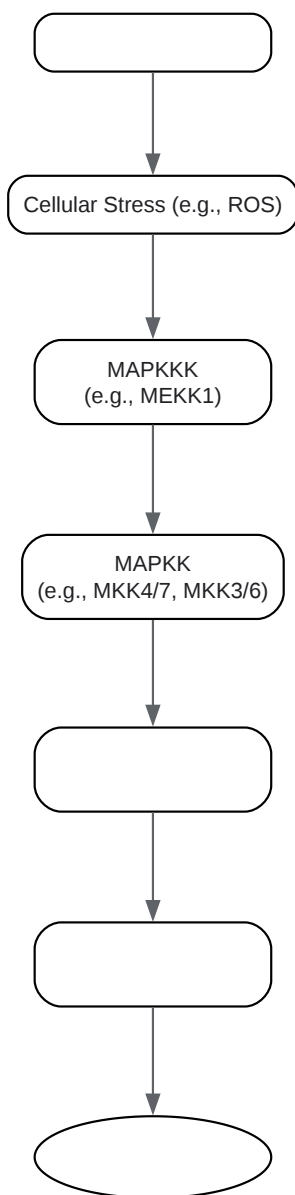 Cellular Stress (e.g., ROS)
MAPKKK
(e.g., MEKK1)
MAPKK
(e.g., MKK4/7, MKK3/6)